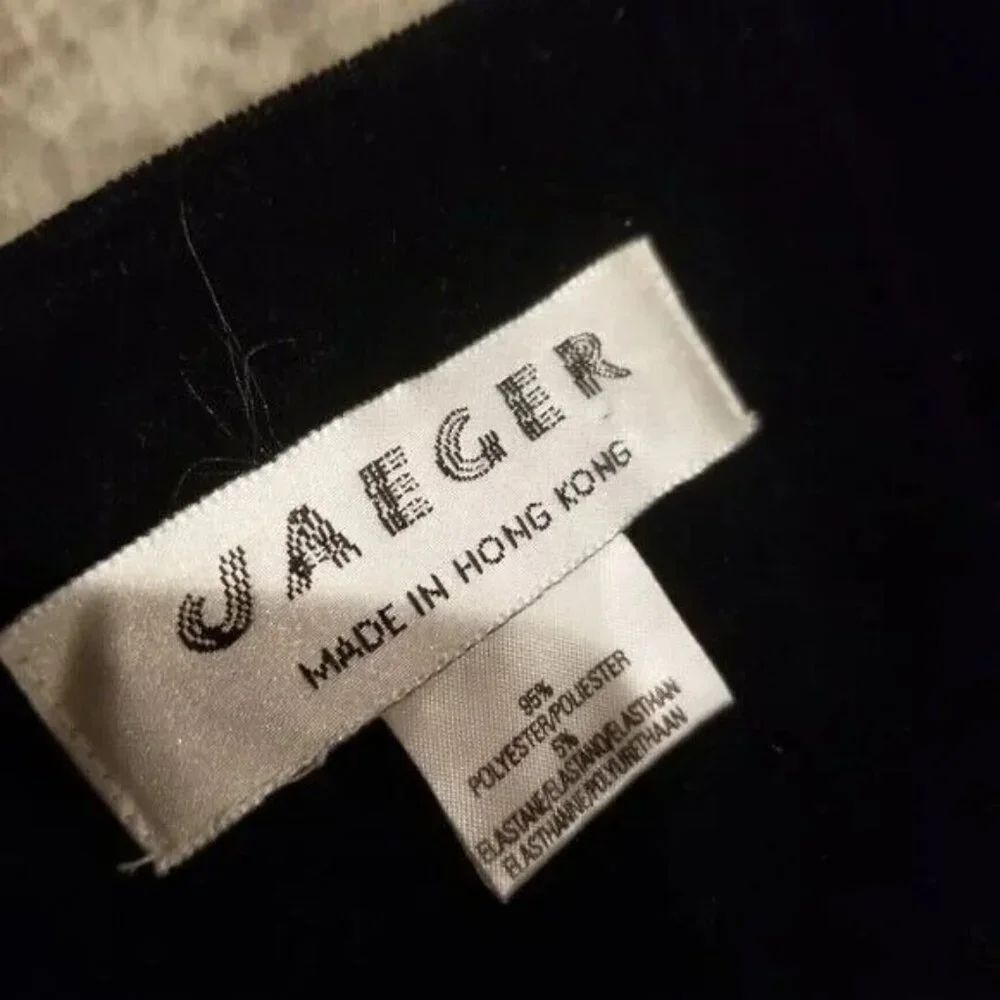 JAEGER
MADE IN HONG KONG
95%
POLYESTER/POLIESTER
5%
ELASTANE/ELASTANO/ELASTHAN
ELASTHANNE/POLYURETHAAN